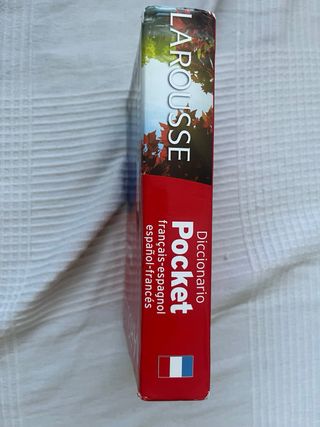 LAROUSSE
Diccionario
Pocket
français-espagnol
español-francés